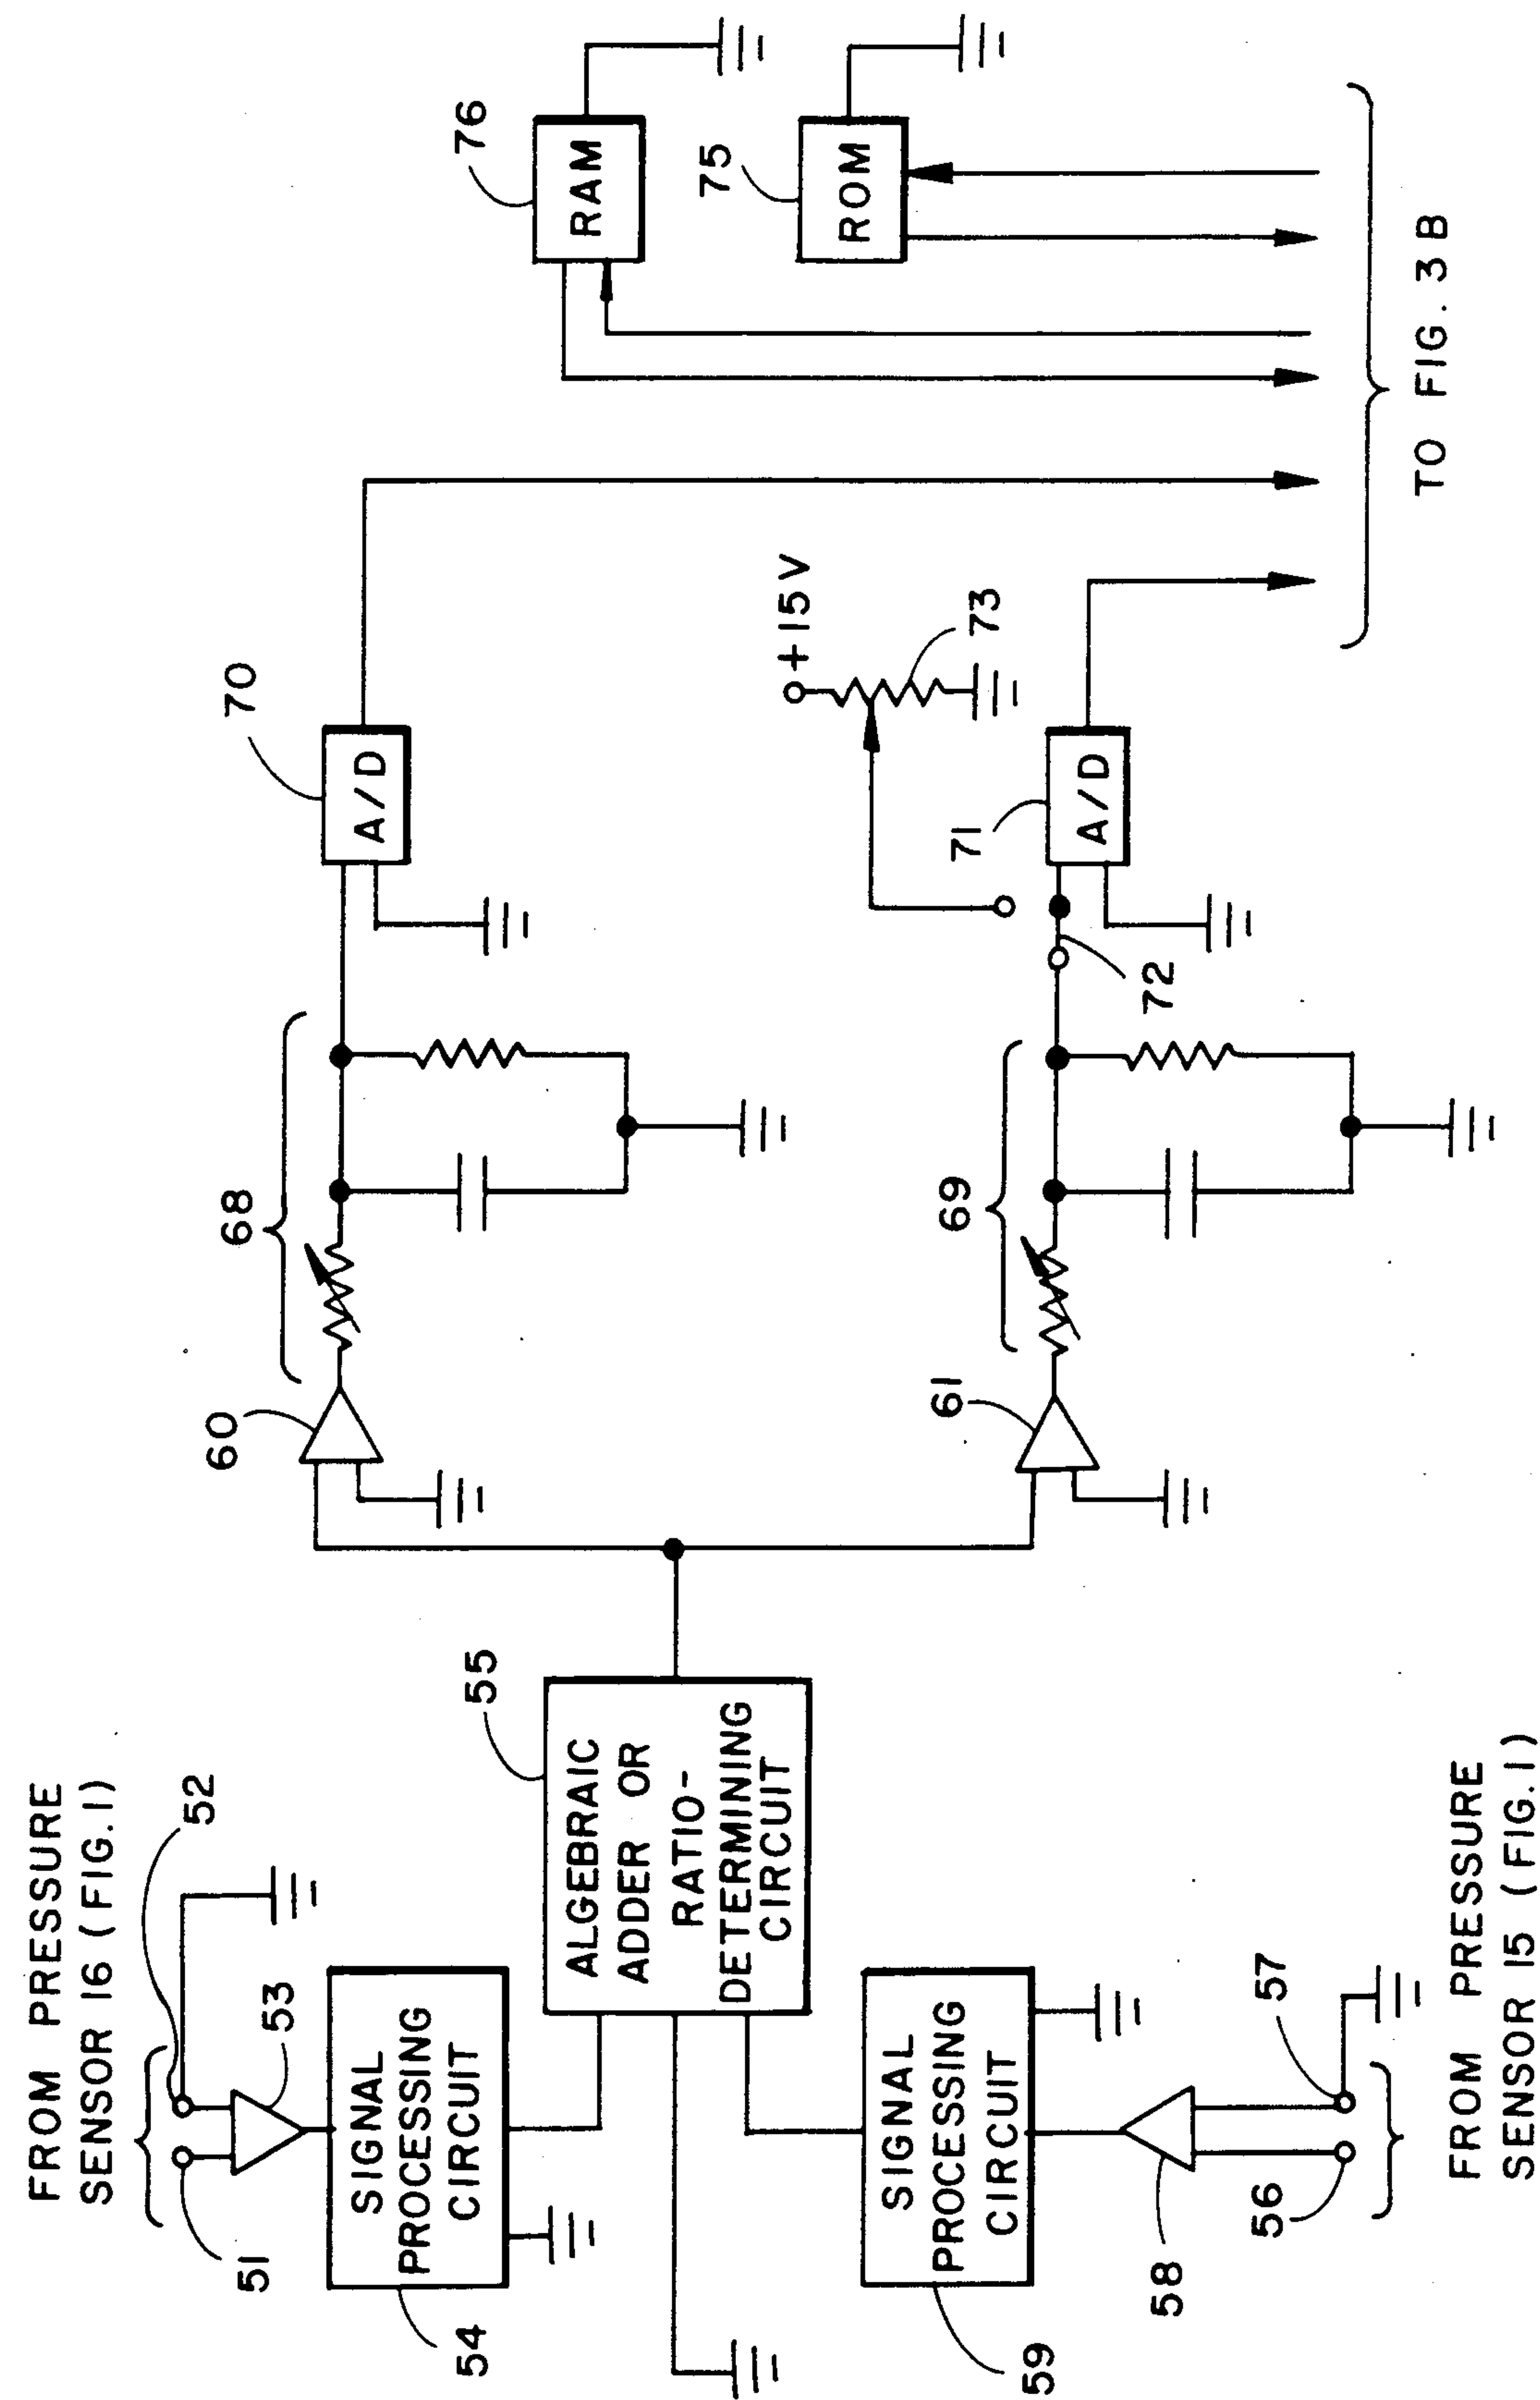 FROM PRESSURE
SENSOR 16 (FIG.1)
52
51
53
SIGNAL
PROCESSING
CIRCUIT
54
55
ALGEBRAIC
ADDER OR
RATIO-
DETERMINING
CIRCUIT
SIGNAL
PROCESSING
CIRCUIT
59
58
57
56
FROM PRESSURE
SENSOR 15 (FIG.1)
60
68
70
A/D
61
69
72
71
A/D
+15V
73
76
RAM
75
ROM
TO FIG. 3B